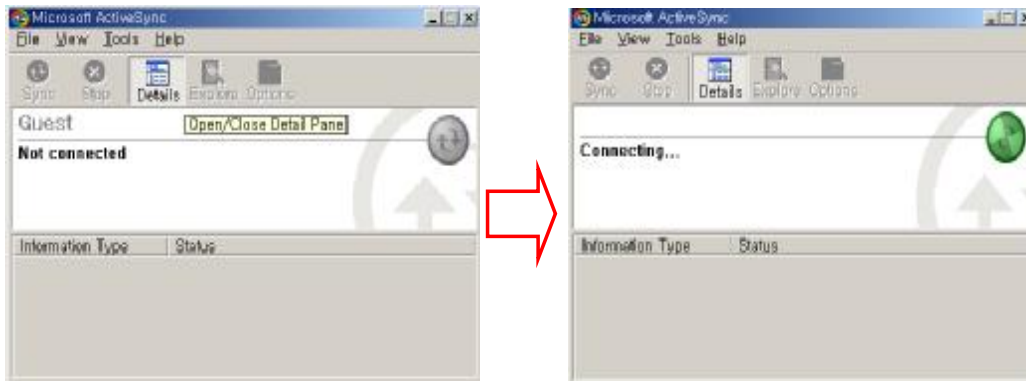 Microsoft ActiveSync
File View Tools Help
Sync Stop Details Explore Options
Guest
Open/Close Detail Pane
Not connected
Information Type Status
Microsoft ActiveSync
File View Tools Help
Sync Stop Details Explore Options
Connecting...
Information Type Status